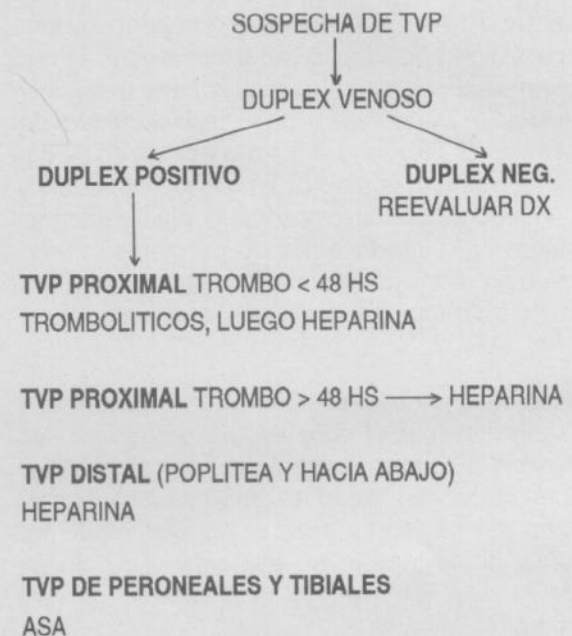 SOSPECHA DE TVP
DUPLEX VENOSO
DUPLEX POSITIVO
DUPLEX NEG.
REEVALUAR DX
TVP PROXIMAL TROMBO < 48 HS
TROMBOLITICOS, LUEGO HEPARINA
TVP PROXIMAL TROMBO > 48 HS → HEPARINA
TVP DISTAL (POPLITEA Y HACIA ABAJO)
HEPARINA
TVP DE PERONEALES Y TIBIALES
ASA